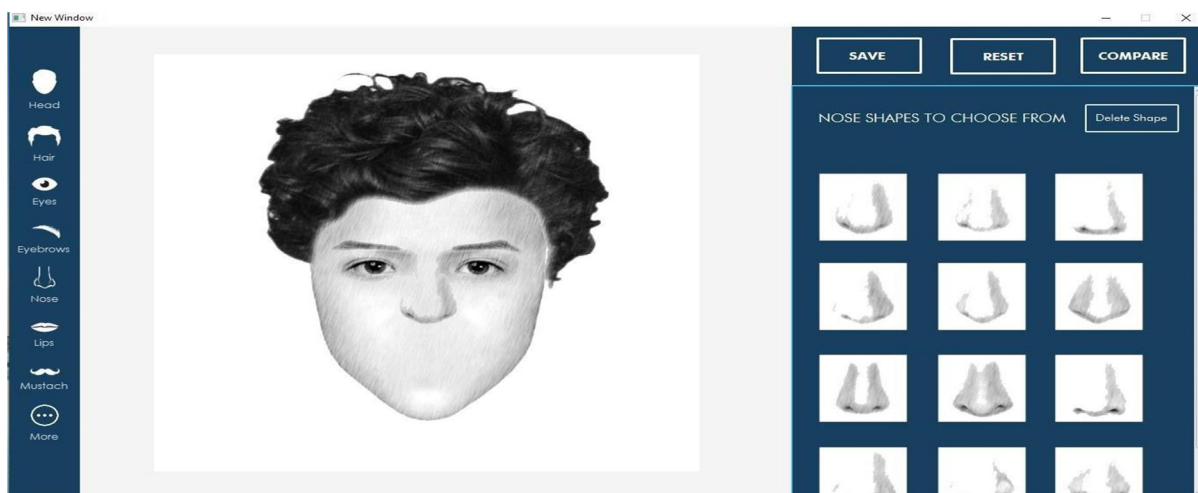 New Window
Head
Hair
Eyes
Eyebrows
Nose
Lips
Mustach
More
SAVE
RESET
COMPARE
NOSE SHAPES TO CHOOSE FROM
Delete Shape